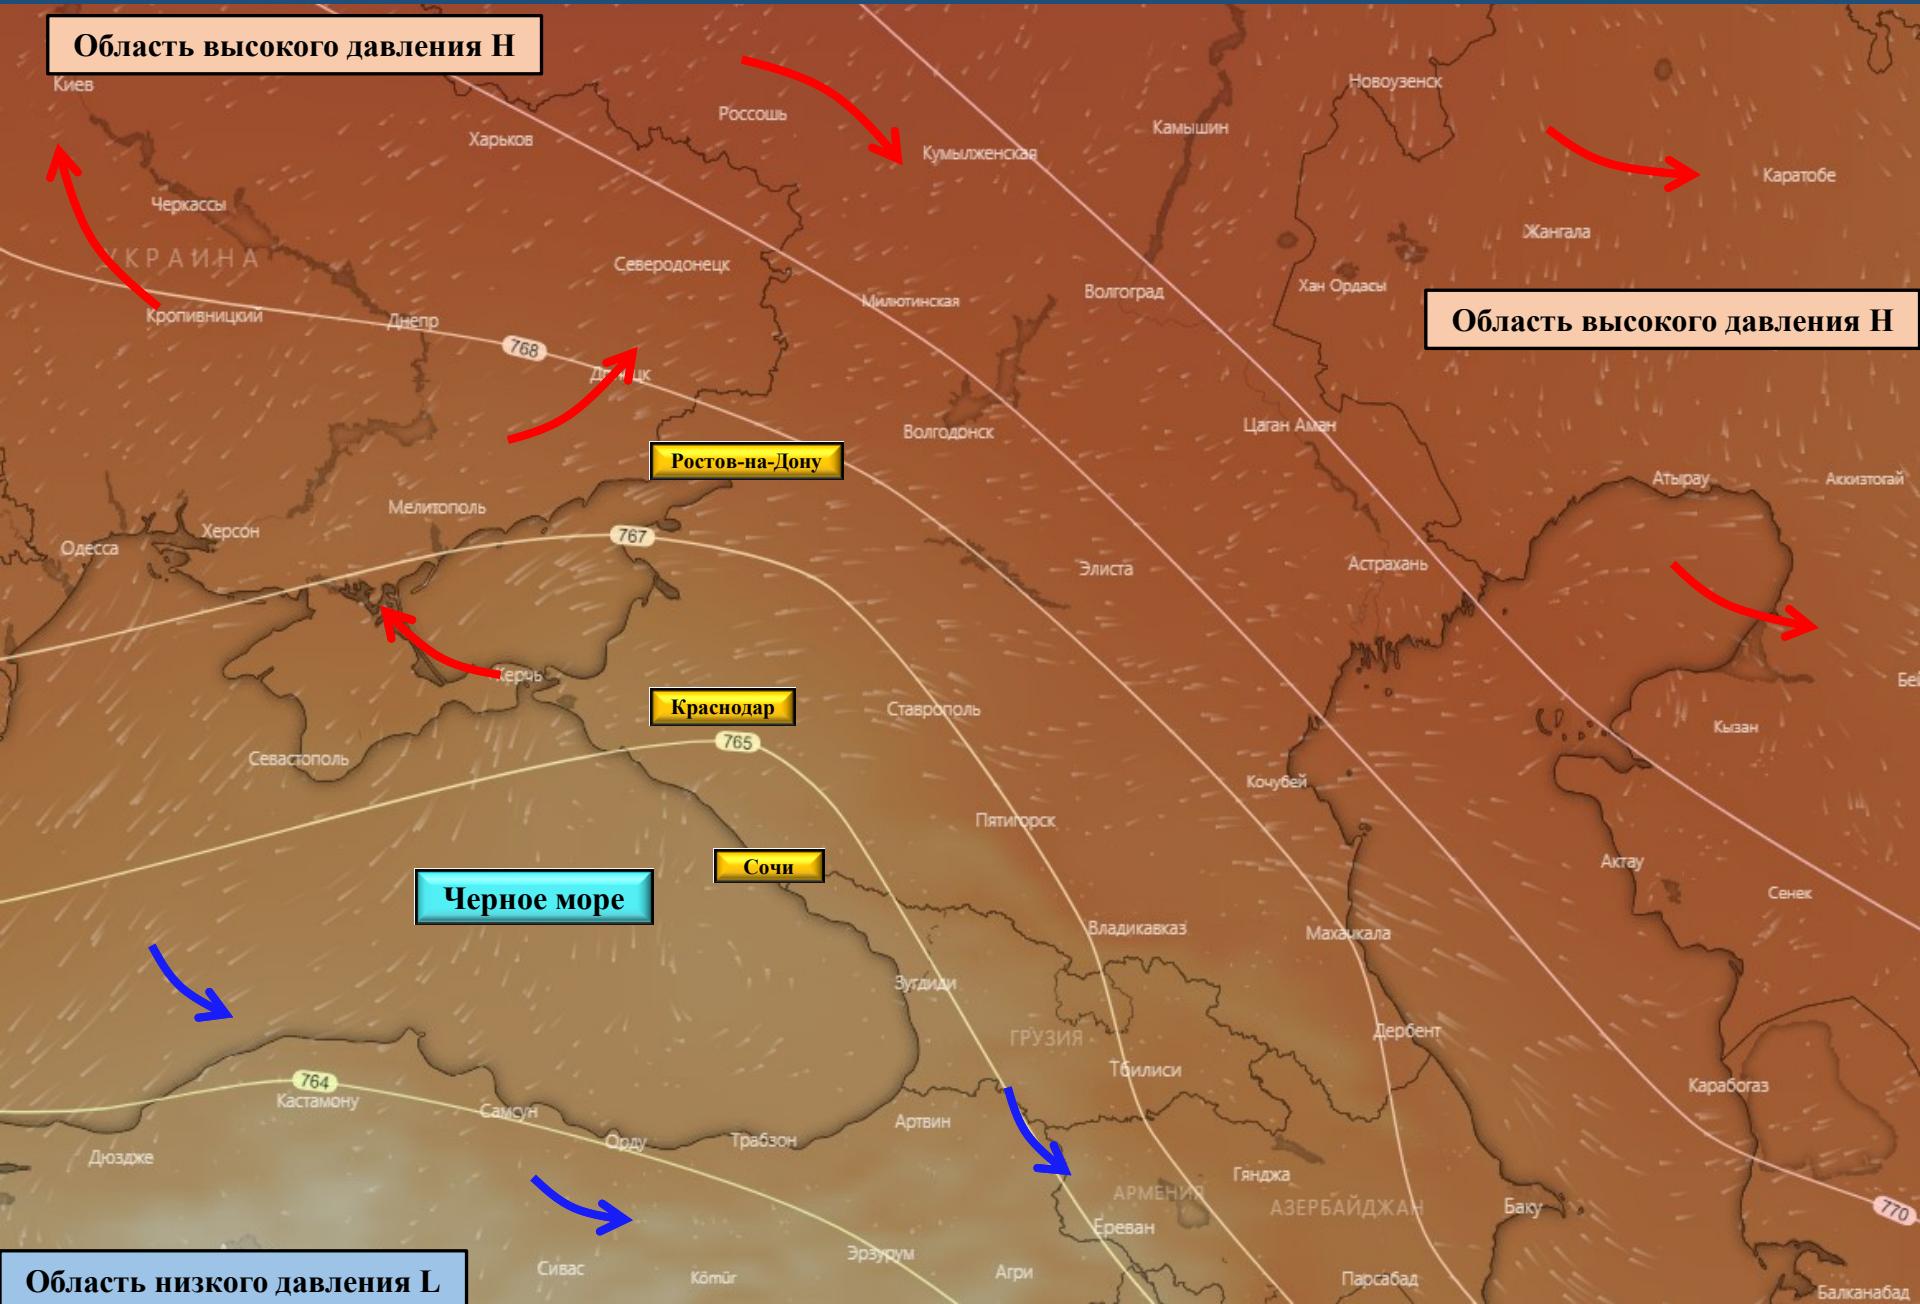 Область высокого давления H
Киев
Россошь
Новоузенск
Харьков
Камышин
Кумылженская
Каратобе
Черкассы
Жангала
УКРАИНА
Северодонецк
Хан Ордасы
Волгоград
Милютинская
Область высокого давления H
Кропивницкий
Днепр
768
Волгодонск
Цаган Аман
Ростов-на-Дону
Атырау
Аккизтогай
Мелитополь
Херсон
767
Одесса
Элиста
Астрахань
Керчь
Краснодар
Ставрополь
Кызан
765
Севастополь
Кочубей
Пятигорск
Сочи
Актау
Сенек
Черное море
Владикавказ
Махачкала
Зугдиди
ГРУЗИЯ
Дербент
Тбилиси
764
Карабогаз
Кастамону
Самсун
Артвин
Орду
Трабзон
Дюздже
Гянджа
АРМЕНИЯ
АЗЕРБАЙДЖАН
Баку
770
Ереван
Эрзурум
Сивас
Kömür
Агри
Парсабад
Область низкого давления L
Балканабад